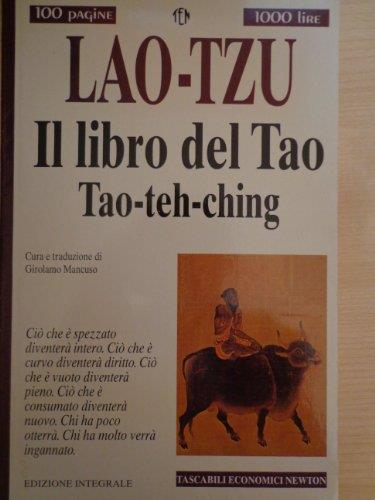 100 PAGINE TEN 1000 LIRE
LAO-TZU
Il libro del Tao
Tao-teh-ching
Cura e traduzione di
Girolamo Mancuso
Ciò che è spezzato
diventerà intero. Ciò che è
curvo diventerà diritto. Ciò
che è vuoto diventerà
pieno. Ciò che è
consumato diventerà
nuovo. Chi ha poco
otterrà. Chi ha molto verrà
ingannato.
EDIZIONE INTEGRALE
TASCABILI ECONOMICI NEWTON